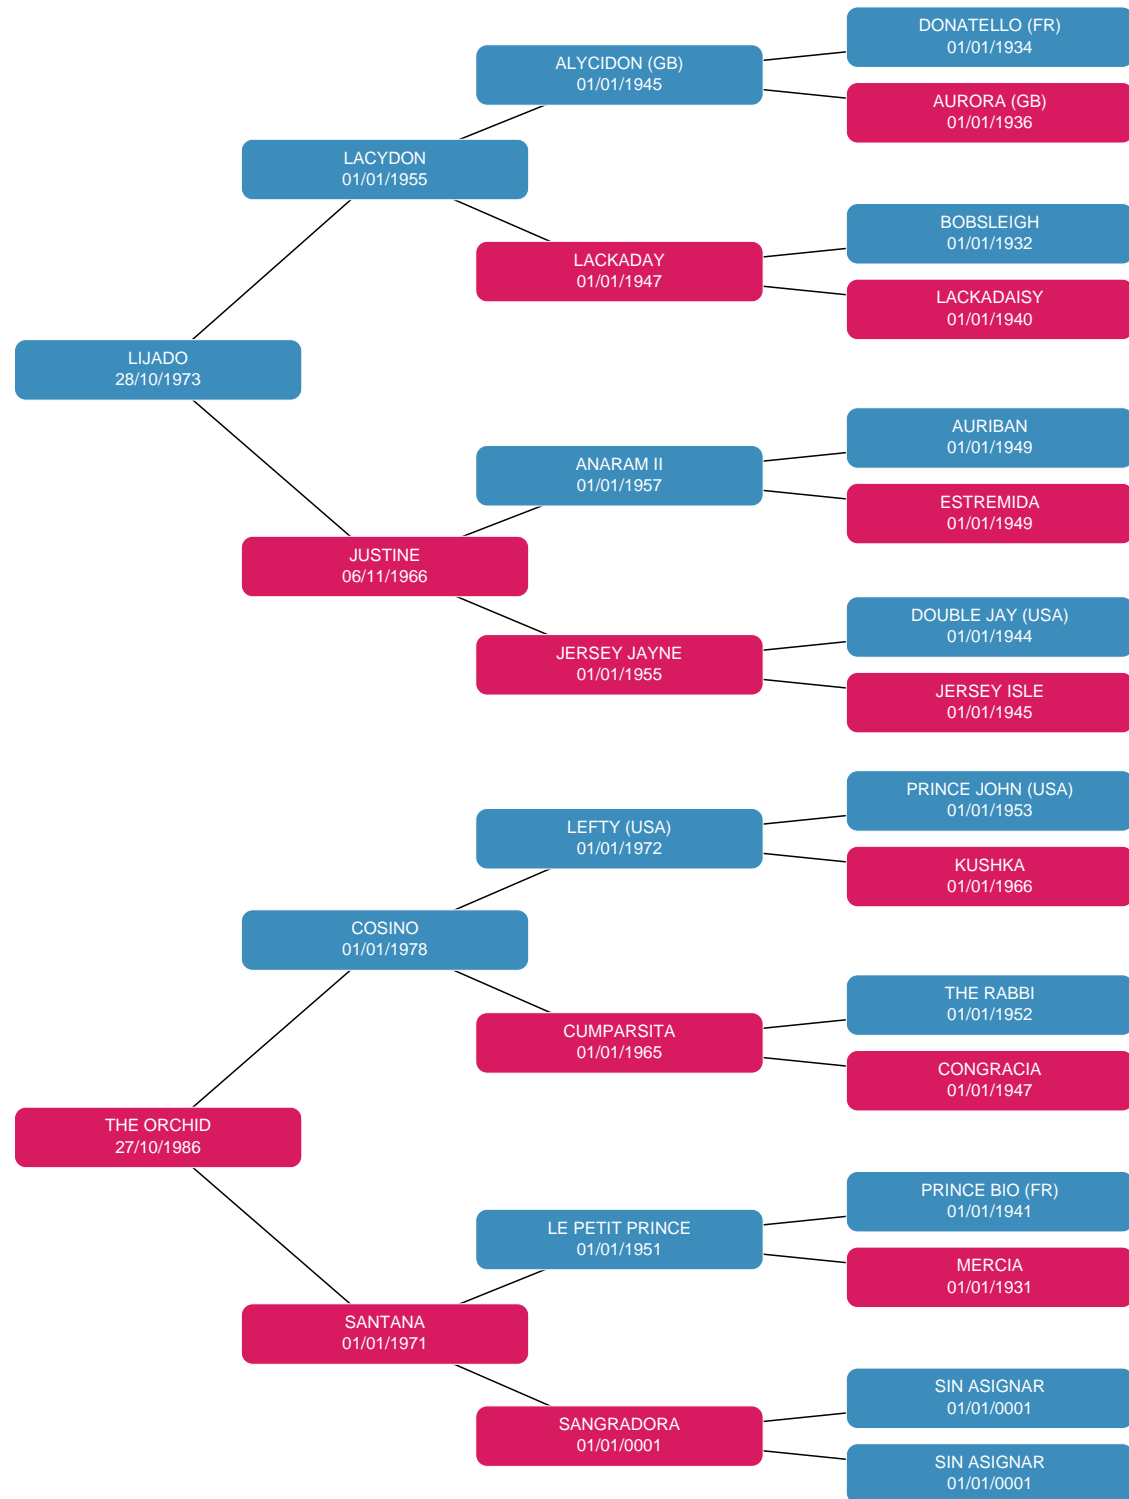 DONATELLO (FR)
01/01/1934
ALYCIDON (GB)
01/01/1945
AURORA (GB)
01/01/1936
LACYDON
01/01/1955
BOBSLEIGH
01/01/1932
LACKADAY
01/01/1947
LACKADAISY
01/01/1940
LIJADO
28/10/1973
AURIBAN
01/01/1949
ANARAM II
01/01/1957
ESTREMIDA
01/01/1949
JUSTINE
06/11/1966
DOUBLE JAY (USA)
01/01/1944
JERSEY JAYNE
01/01/1955
JERSEY ISLE
01/01/1945
PRINCE JOHN (USA)
01/01/1953
LEFTY (USA)
01/01/1972
KUSHKA
01/01/1966
COSINO
01/01/1978
THE RABBI
01/01/1952
CUMPARSITA
01/01/1965
CONGRACIA
01/01/1947
THE ORCHID
27/10/1986
PRINCE BIO (FR)
01/01/1941
LE PETIT PRINCE
01/01/1951
MERCIA
01/01/1931
SANTANA
01/01/1971
SIN ASIGNAR
01/01/0001
SANGRADORA
01/01/0001
SIN ASIGNAR
01/01/0001